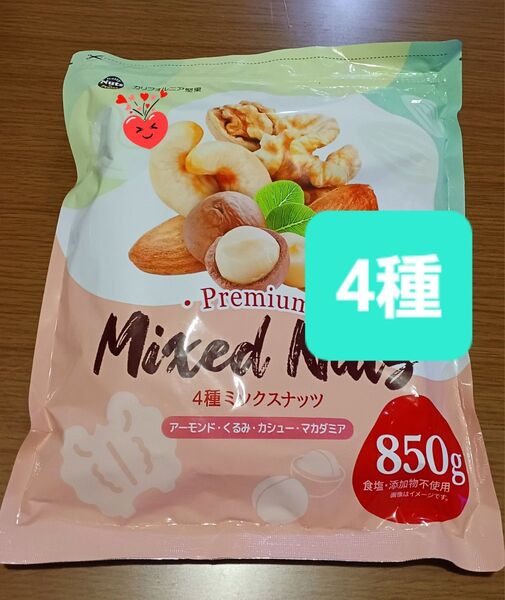 Nuts
カリフォルニア堅果
4種
Premium
Mixed Nuts
4種ミックスナッツ
アーモンド・くるみ・カシュー・マカダミア
850g
食塩・添加物不使用
画像はイメージです。